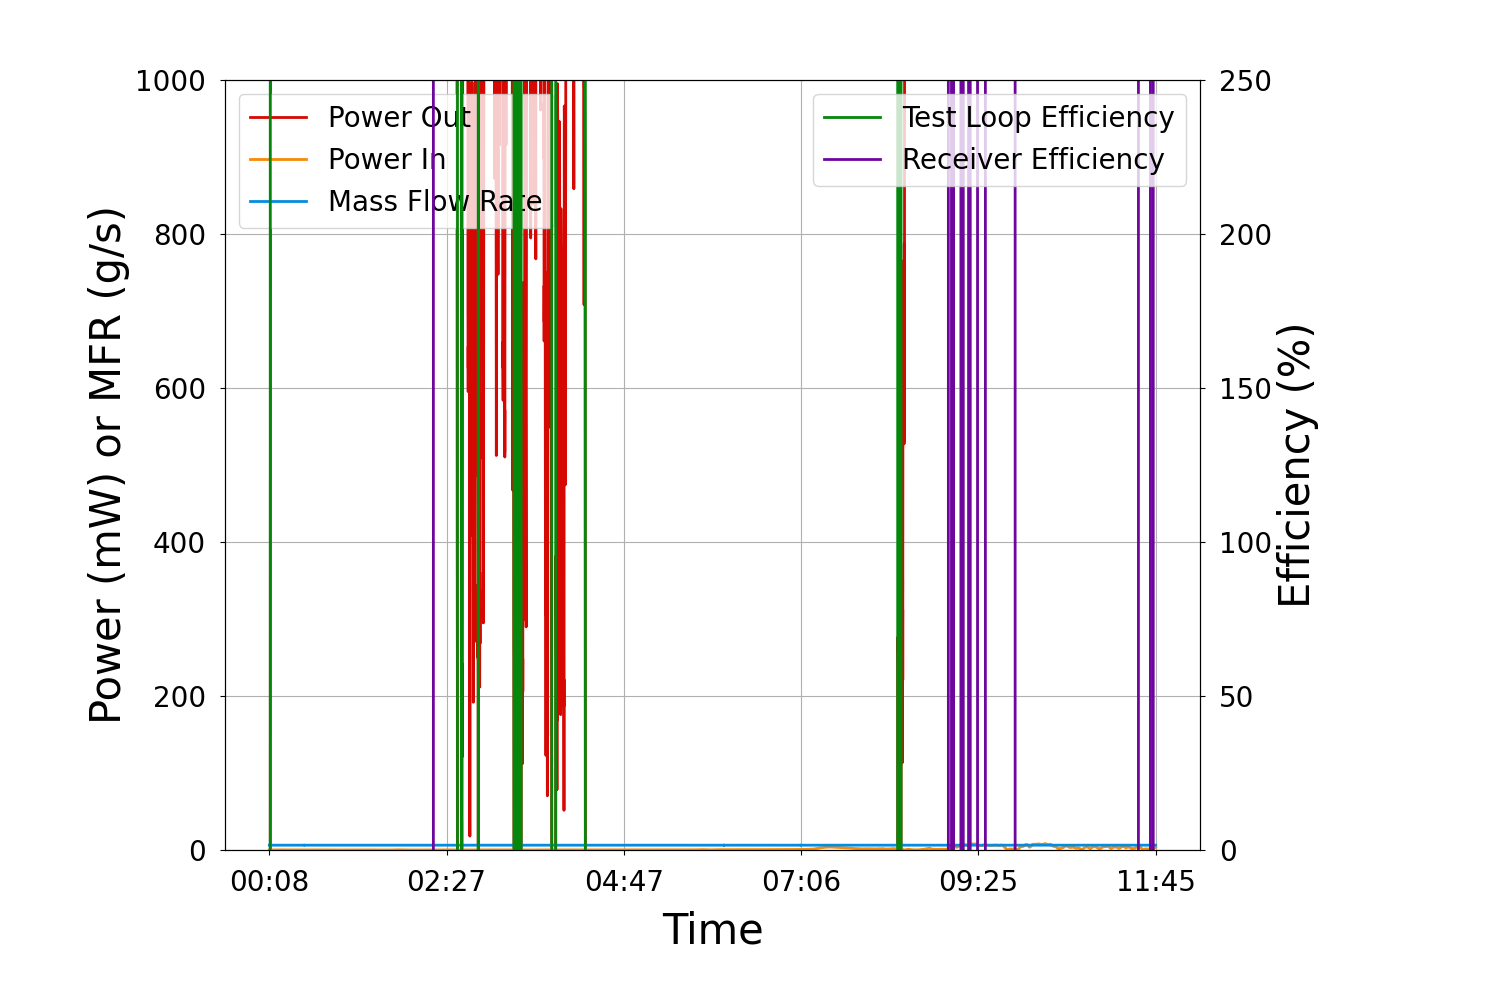 1000
800
600
400
200
0
Power (mW) or MFR (g/s)
Power Out
Power In
Mass Flow Rate
Test Loop Efficiency
Receiver Efficiency
250
200
150
100
50
0
Efficiency (%)
00:08 02:27 04:47 07:06 09:25 11:45
Time